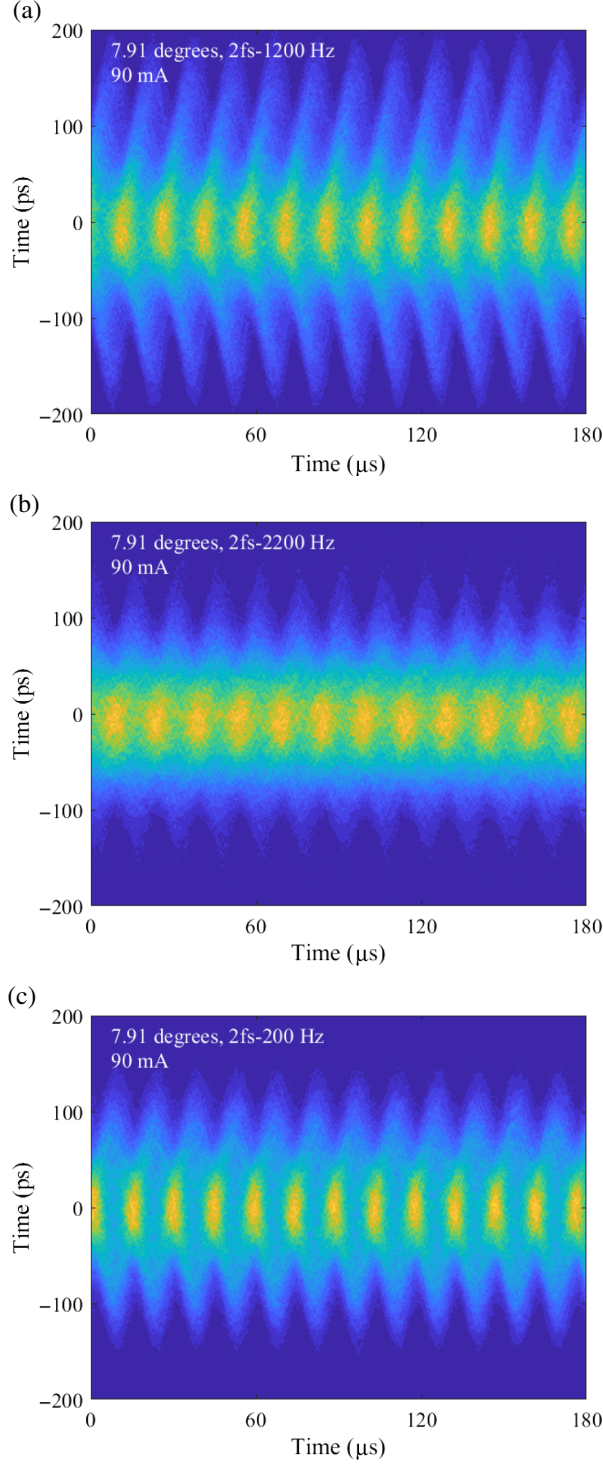 (a)
200
7.91 degrees, 2fs-1200 Hz
90 mA
100
Time (ps)
0
−100
−200
0
60
120
180
Time (µs)
(b)
200
7.91 degrees, 2fs-2200 Hz
90 mA
100
Time (ps)
0
−100
−200
0
60
120
180
Time (µs)
(c)
200
7.91 degrees, 2fs-200 Hz
90 mA
100
Time (ps)
0
−100
−200
0
60
120
180
Time (µs)